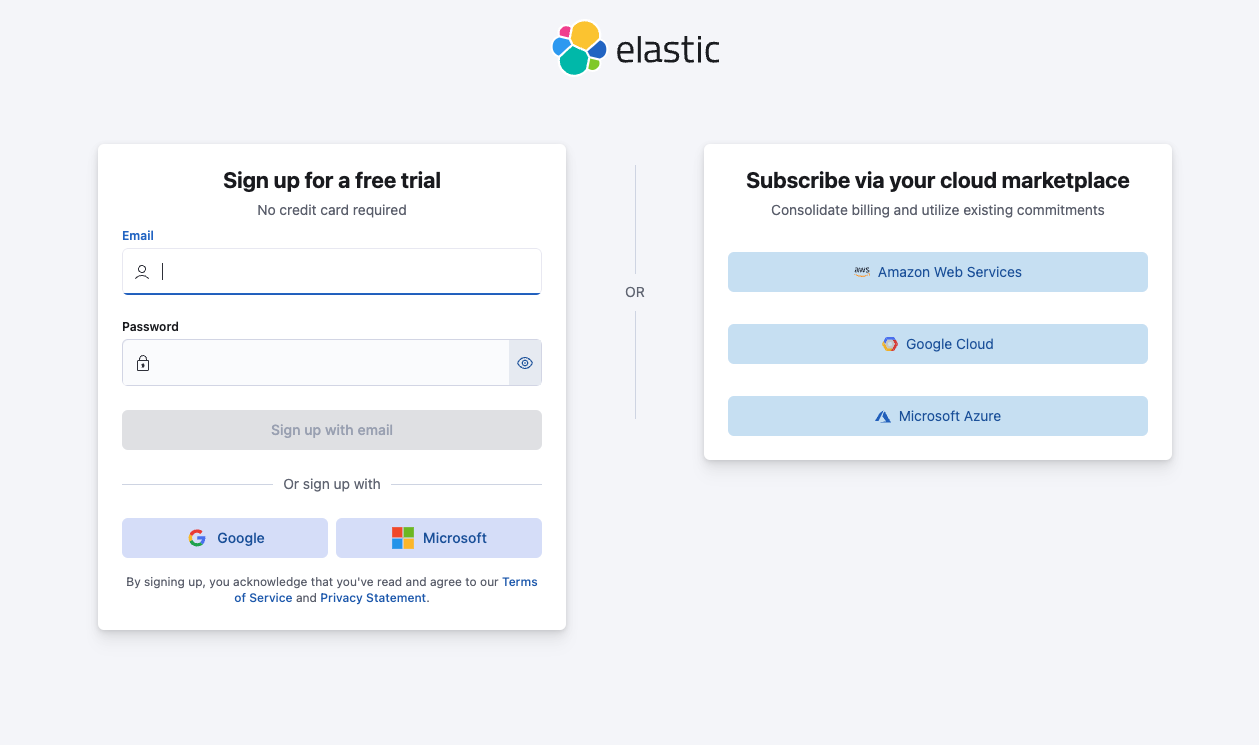 elastic
Sign up for a free trial
No credit card required
Email
Password
Sign up with email
Or sign up with
Google
Microsoft
By signing up, you acknowledge that you've read and agree to our Terms
of Service and Privacy Statement.
OR
Subscribe via your cloud marketplace
Consolidate billing and utilize existing commitments
aws Amazon Web Services
Google Cloud
Microsoft Azure